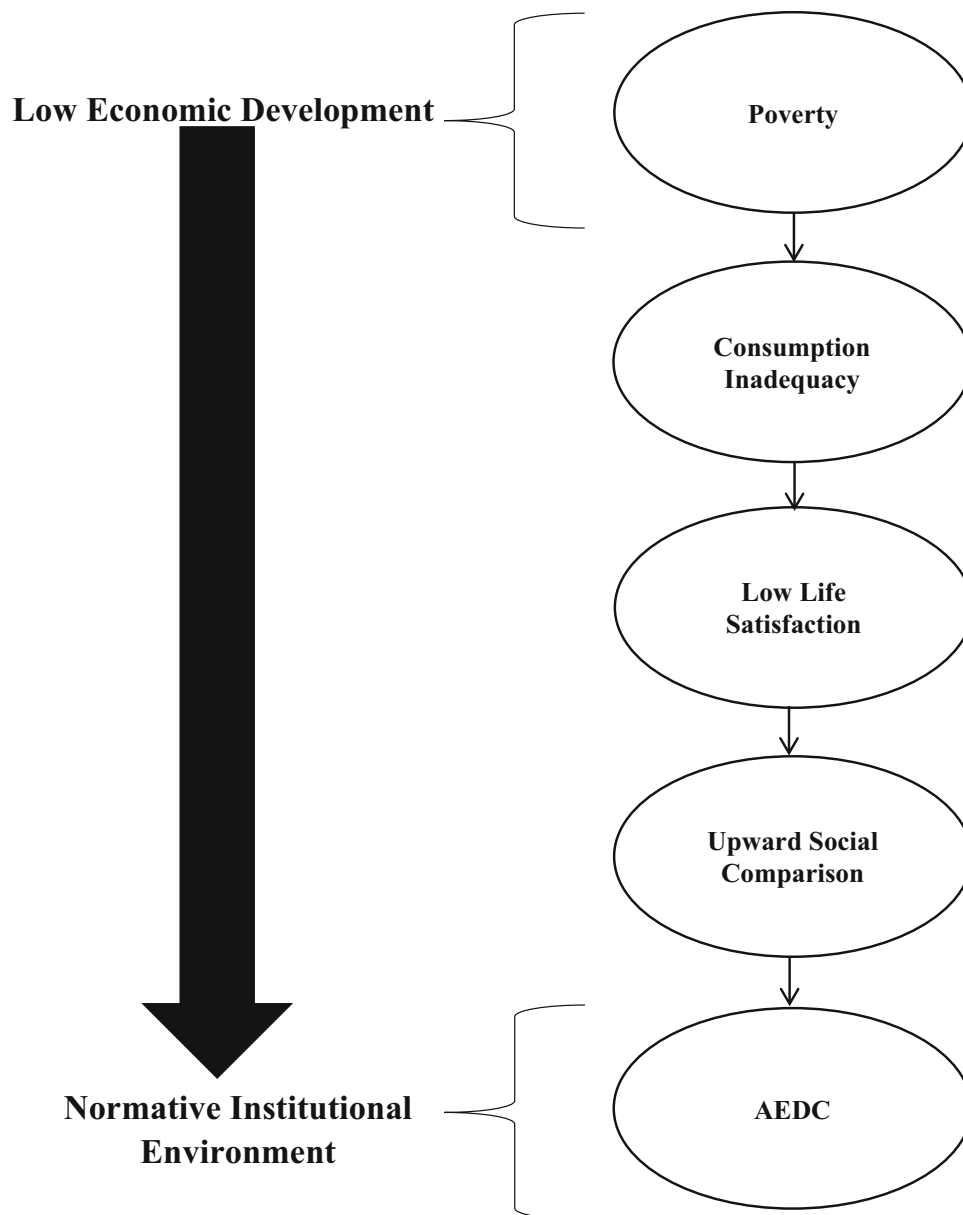 Low Economic Development
Poverty
Consumption
Inadequacy
Low Life
Satisfaction
Upward Social
Comparison
Normative Institutional
Environment
AEDC